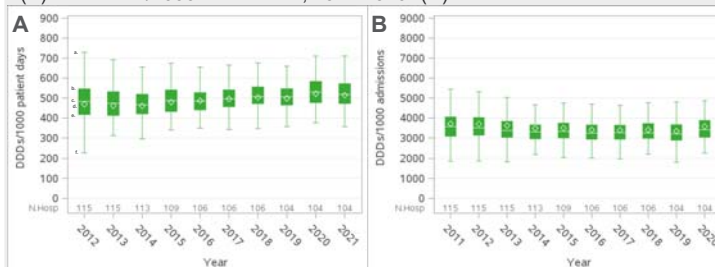 A
DDDs/1000 patient days
900
800
700
600
500
400
300
200
100
0
N.Hosp 115 115 113 109 106 106 106 104 104 104
2012 2013 2014 2015 2016 2017 2018 2019 2020 2021
Year
B
DDDs/1000 admissions
9000
8000
7000
6000
5000
4000
3000
2000
1000
0
N.Hosp 115 115 115 113 109 106 106 106 104 104
2011 2012 2013 2014 2015 2016 2017 2018 2019 2020
Year